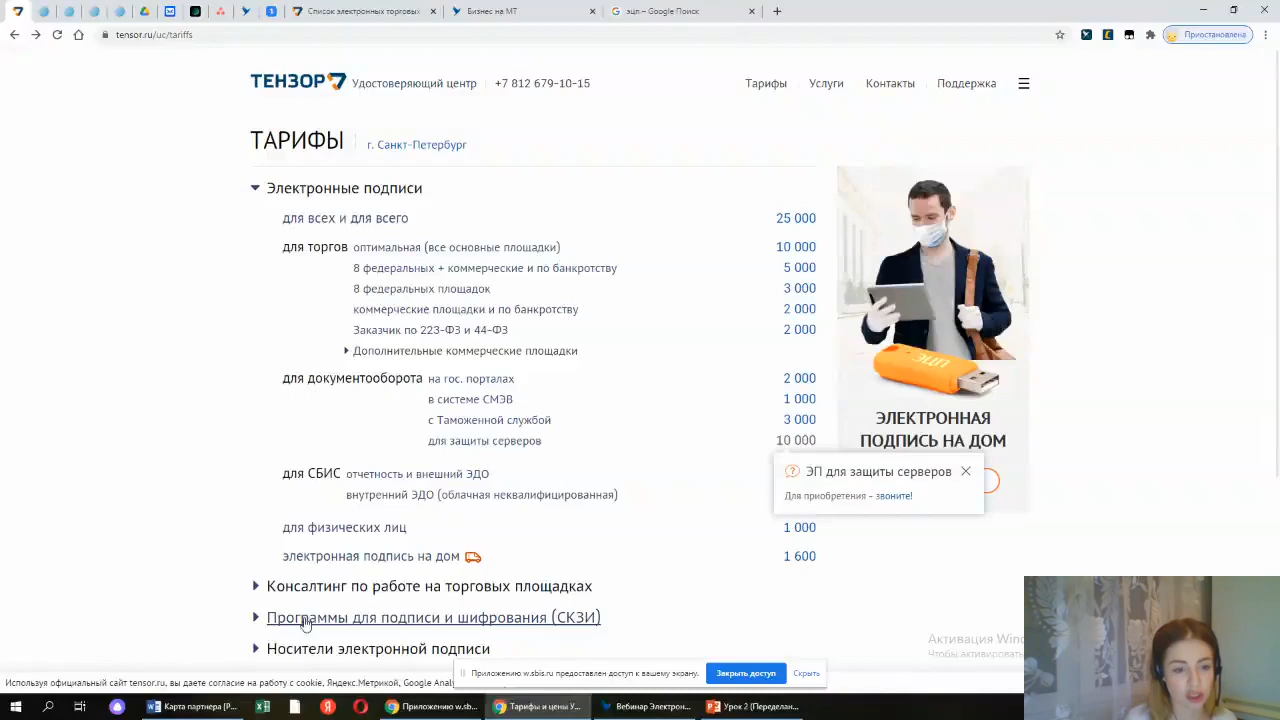 Список электронных торговых
Бизнес на МТ
эцп – Google Поиск
tensor.ru/uc/tariffs
Приостановлена
ТЕНЗОР Удостоверяющий центр +7 812 679-10-15
Тарифы Услуги Контакты Поддержка
ТАРИФЫ г. Санкт-Петербург
Электронные подписи
для всех и для всего 25 000
для торгов оптимальная (все основные площадки) 10 000
8 федеральных + коммерческие и по банкротству 5 000
8 федеральных площадок 3 000
коммерческие площадки и по банкротству 2 000
Заказчик по 223-ФЗ и 44-ФЗ 2 000
Дополнительные коммерческие площадки
для документооборота на гос. порталах 2 000
в системе СМЭВ 1 000
с Таможенной службой 3 000
для защиты серверов 10 000
для СБИС отчетность и внешний ЭДО
внутренний ЭДО (облачная неквалифицированная)
для физических лиц 1 000
электронная подпись на дом 1 600
Консалтинг по работе на торговых площадках
Программы для подписи и шифрования (СКЗИ)
Носители электронной подписи
ЭЦП
ЭЛЕКТРОННАЯ
ПОДПИСЬ НА ДОМ
ЭП для защиты серверов
Для приобретения – звоните!
Активация Win
Чтобы активировать
Используя официальный сайт tensor.ru, вы даете согласие на работу с cookie, Яндекс.Метрикой, Google
Приложению w.sbis.ru предоставлен доступ к вашему экрану. Закрыть доступ Скрыть
Карта партнера [Р...
Приложению w.sb...
Тарифы и цены У...
Вебинар Электрон...
Урок 2 (Переделан...